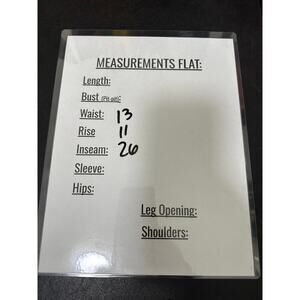 MEASUREMENTS FLAT:
Length:
Bust (Pit-pit):
Waist: 13
Rise 11
Inseam: 26
Sleeve:
Hips:
Leg Opening:
Shoulders: